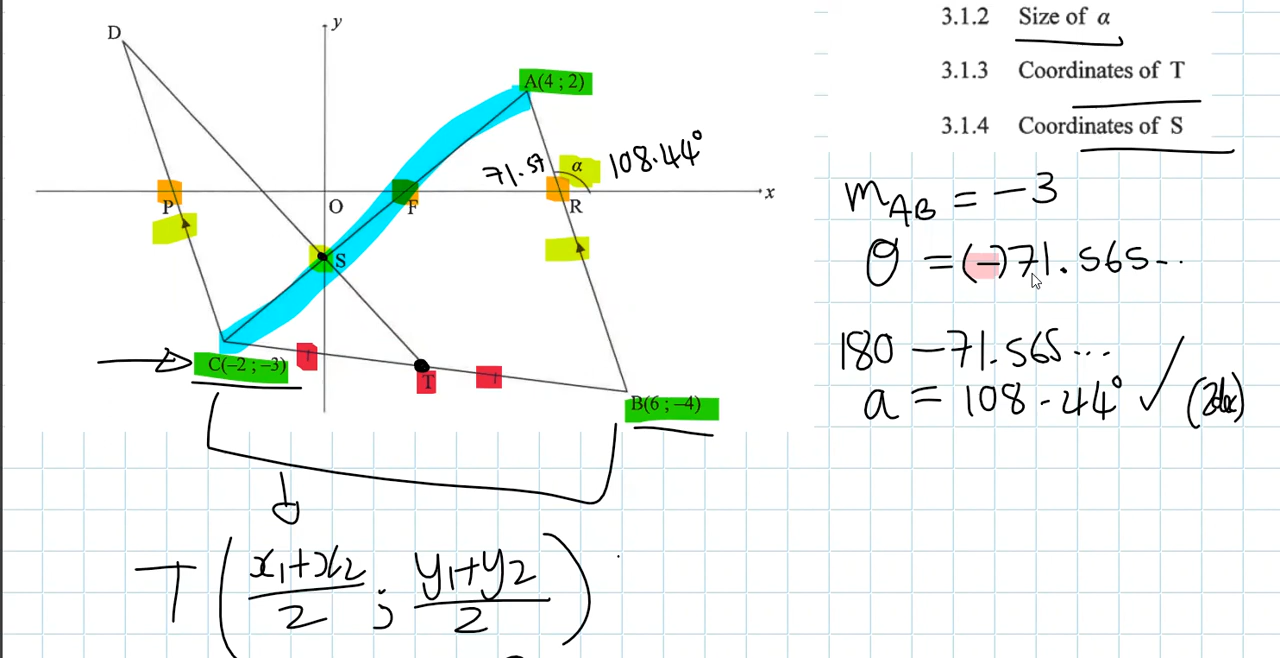 3.1.2 Size of α
3.1.3 Coordinates of T
3.1.4 Coordinates of S
D
y
A(4 ; 2)
71.57
α
108.44°
x
P
O
F
R
S
C(–2 ; –3)
T
B(6 ; –4)
m_AB = -3
θ = (-)71.565...
180 - 71.565...
a = 108.44° ✓ (2dec)
T ( x₁+x₂/2 ; y₁+y₂/2 )